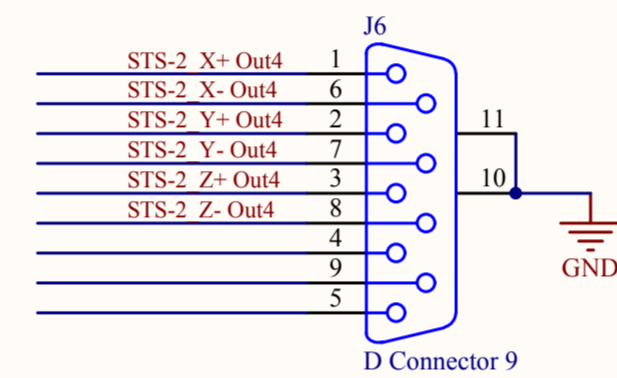 J6
STS-2_X+ Out4 1
STS-2_X- Out4 6
STS-2_Y+ Out4 2
11
STS-2_Y- Out4 7
STS-2_Z+ Out4 3
10
STS-2_Z- Out4 8
4
9
GND
5
D Connector 9